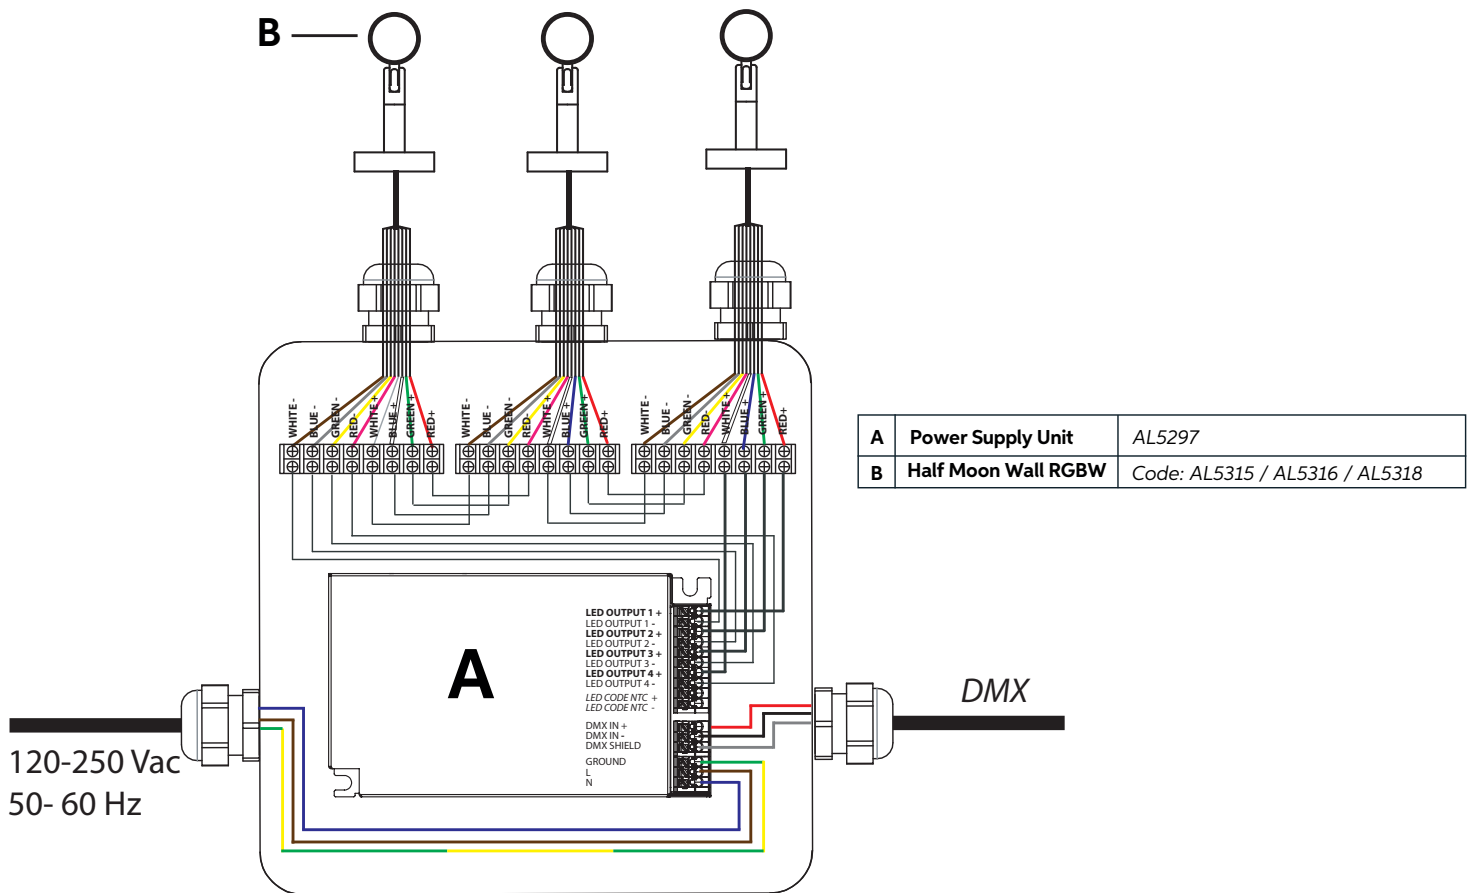 B
WHITE -
BLUE -
GREEN -
RED-
WHITE +
BLUE +
GREEN +
RED+
WHITE -
BLUE -
GREEN -
RED-
WHITE +
BLUE +
GREEN +
RED+
WHITE -
BLUE -
GREEN -
RED-
WHITE +
BLUE +
GREEN +
RED+
A Power Supply Unit AL5297
B Half Moon Wall RGBW Code: AL5315 / AL5316 / AL5318
A
LED OUTPUT 1 +
LED OUTPUT 1 -
LED OUTPUT 2 +
LED OUTPUT 2 -
LED OUTPUT 3 +
LED OUTPUT 3 -
LED OUTPUT 4 +
LED OUTPUT 4 -
LED CODE NTC +
LED CODE NTC -
DMX IN +
DMX IN -
DMX SHIELD
GROUND
L
N
DMX
120-250 Vac
50- 60 Hz